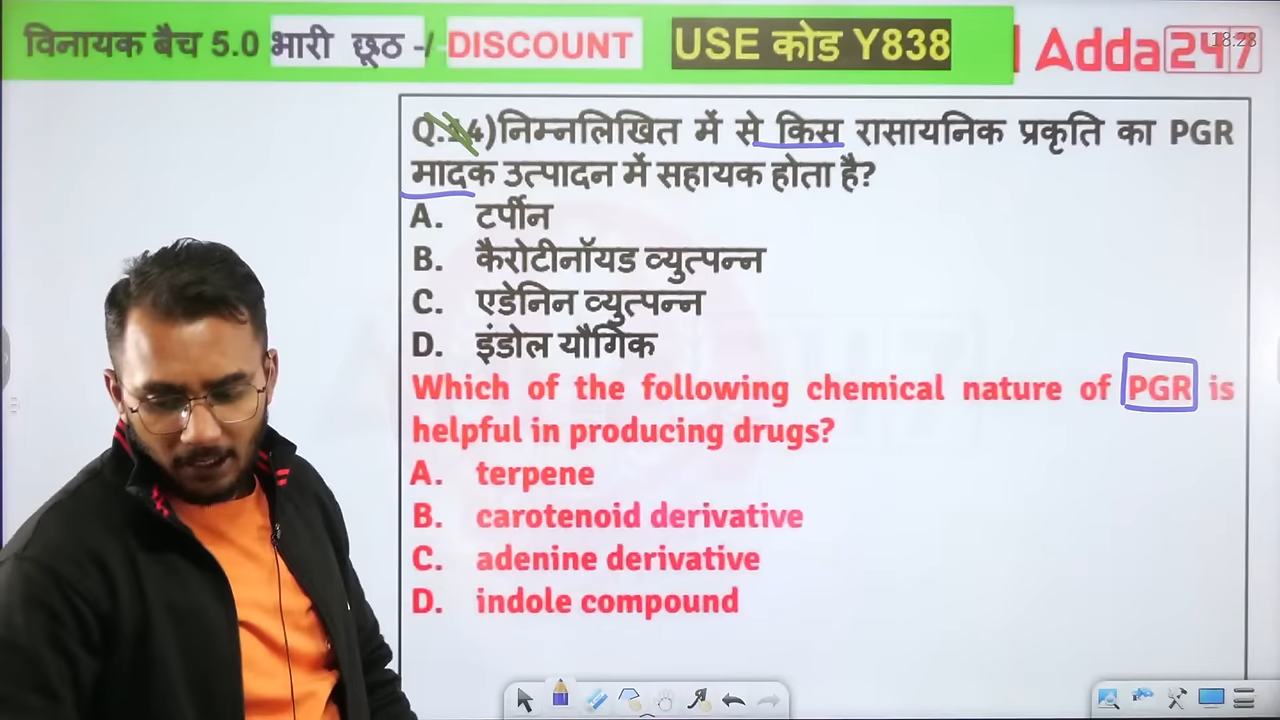 विनायक बैच 5.0 भारी छूठ -/ DISCOUNT USE कोड Y838
Adda 247
18:28
Q.14)निम्नलिखित में से किस रासायनिक प्रकृति का PGR
मादक उत्पादन में सहायक होता है?
A. टर्पीन
B. कैरोटीनॉयड व्युत्पन्न
C. एडेनिन व्युत्पन्न
D. इंडोल यौगिक
Which of the following chemical nature of PGR is
helpful in producing drugs?
A. terpene
B. carotenoid derivative
C. adenine derivative
D. indole compound